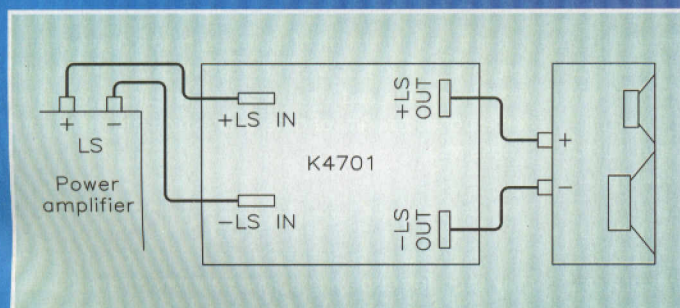 + −
LS
Power
amplifier
+LS IN
−LS IN
K4701
+LS
OUT
−LS
OUT
+
−